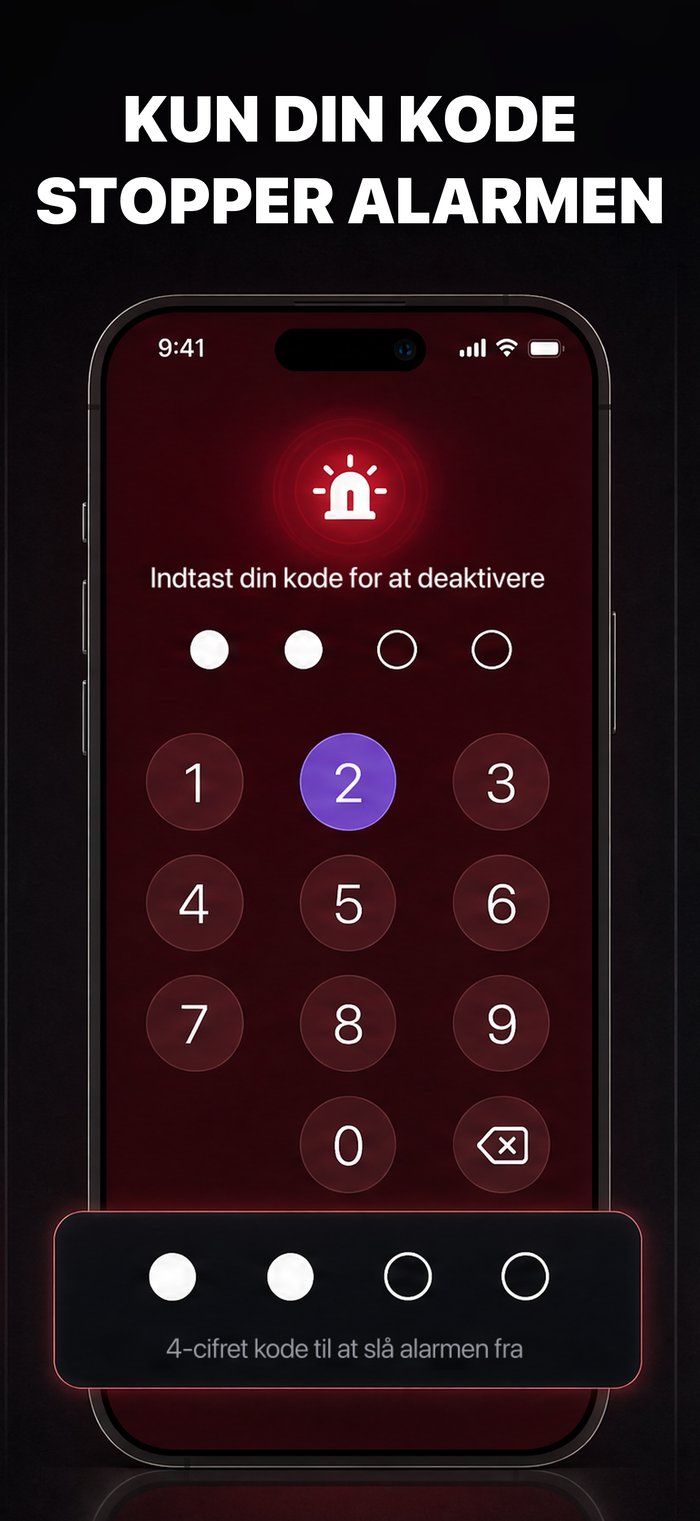 KUN DIN KODE
STOPPER ALARMEN
9:41
Indtast din kode for at deaktivere
1 2 3
4 5 6
7 8 9
0
4-cifret kode til at slå alarmen fra